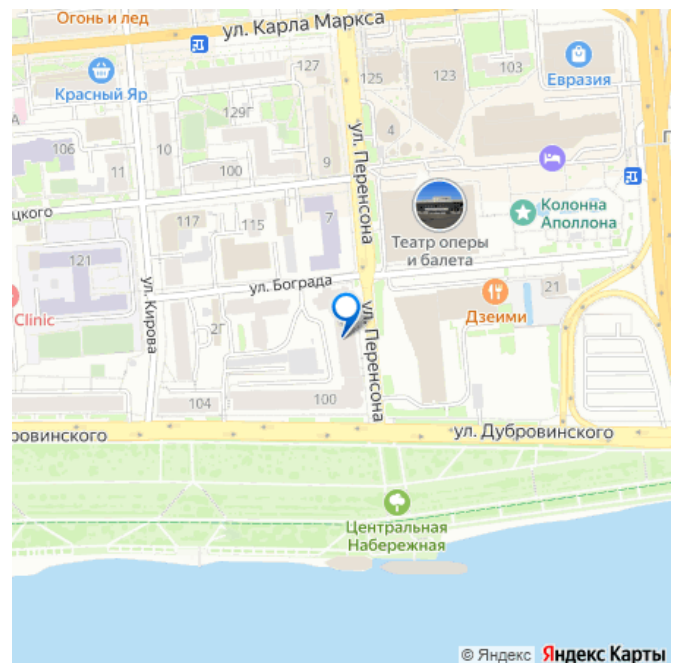 Огонь и лед
ул. Карла Маркса
127
125
123
103
Евразия
Красный Яр
129г
4
106
10
11
100
9
ул. Перенсона
цкого
117
115
7
Колонна
Аполлона
Театр оперы
и балета
121
ул. Кирова
ул. Бограда
21
Дзеими
Clinic
2Г
ул. Перенсона
104
100
ровинского
ул. Дубровинского
Центральная
Набережная
© Яндекс Яндекс Карты